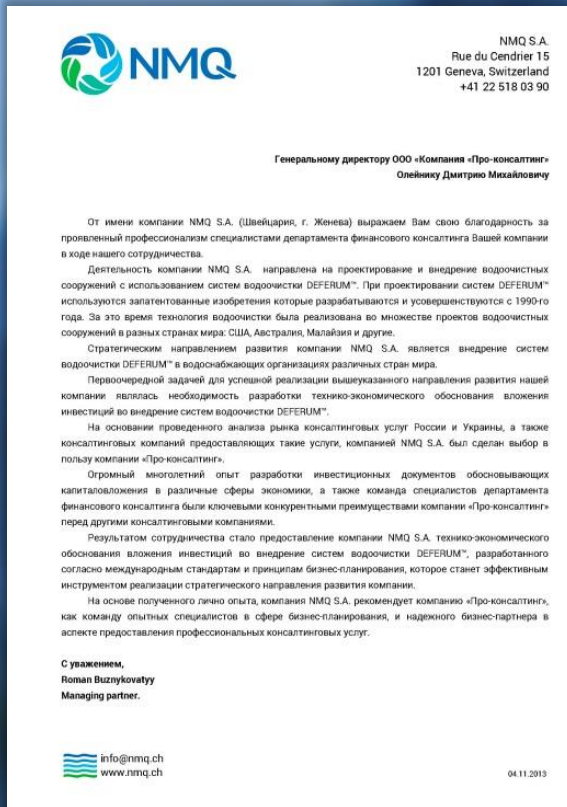 NMQ
NMQ S.A.
Rue du Cendrier 15
1201 Geneva, Switzerland
+41 22 518 03 90
Генеральному директору ООО «Компания «Про-консалтинг»
Олейнику Дмитрию Михайловичу
От имени компании NMQ S.A. (Швейцария, г. Женева) выражаем Вам свою благодарность за
проявленный профессионализм специалистами департамента финансового консалтинга Вашей компании
в ходе нашего сотрудничества.
Деятельность компании NMQ S.A. направлена на проектирование и внедрение водоочистных
сооружений с использованием систем водоочистки DEFERUM™. При проектировании систем DEFERUM™
используются запатентованные изобретения которые разрабатываются и усовершенствуются с 1990-го
года. За это время технология водоочистки была реализована во множестве проектов водоочистных
сооружений в разных странах мира: США, Австралия, Малайзия и другие.
Стратегическим направлением развития компании NMQ S.A. является внедрение систем
водоочистки DEFERUM™ в водоснабжающих организациях различных стран мира.
Первоочередной задачей для успешной реализации вышеуказанного направления развития нашей
компании являлась необходимость разработки технико-экономического обоснования вложения
инвестиций во внедрение систем водоочистки DEFERUM™.
На основании проведенного анализа рынка консалтинговых услуг России и Украины, а также
консалтинговых компаний предоставляющих такие услуги, компанией NMQ S.A. был сделан выбор в
пользу компании «Про-консалтинг».
Огромный многолетний опыт разработки инвестиционных документов обосновывающих
капиталовложения в различные сферы экономики, а также команда специалистов департамента
финансового консалтинга были ключевыми конкурентными преимуществами компании «Про-консалтинг»
перед другими консалтинговыми компаниями.
Результатом сотрудничества стало предоставление компании NMQ S.A. технико-экономического
обоснования вложения инвестиций во внедрение систем водоочистки DEFERUM™, разработанного
согласно международным стандартам и принципам бизнес-планирования, которое станет эффективным
инструментом реализации стратегического направления развития компании.
На основе полученного лично опыта, компания NMQ S.A. рекомендует компанию «Про-консалтинг»,
как команду опытных специалистов в сфере бизнес-планирования, и надежного бизнес-партнера в
аспекте предоставления профессиональных консалтинговых услуг.
С уважением,
Roman Buznykovatyy
Managing partner.
info@nmq.ch
www.nmq.ch
04.11.2013